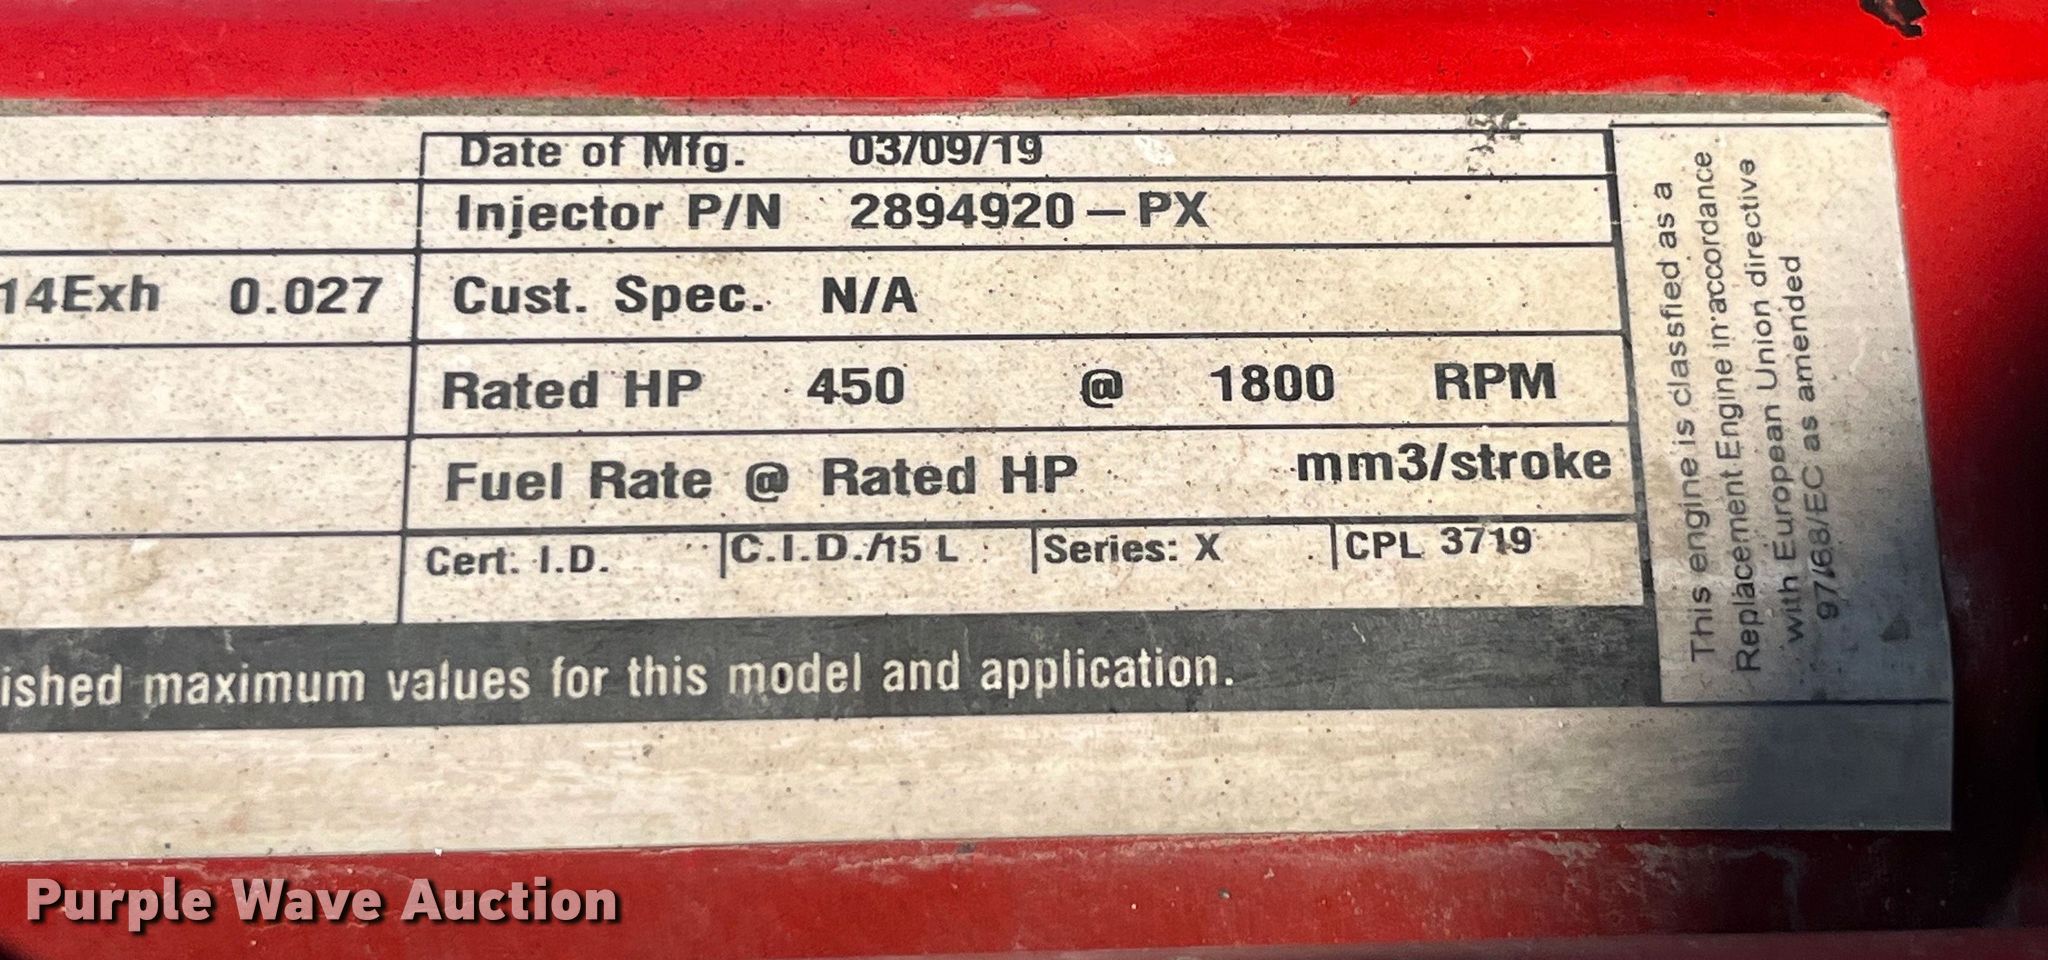 Date of Mfg. 03/09/19
Injector P/N 2894920-PX
14Exh 0.027 Cust. Spec. N/A
Rated HP 450 @ 1800 RPM
Fuel Rate @ Rated HP mm3/stroke
Cert. I.D. C.I.D./15 L Series: X CPL 3719
ished maximum values for this model and application.
This engine is classfied as a
Replacement Engine in accordance
with European Union directive
97/68/EC as amended
Purple Wave Auction